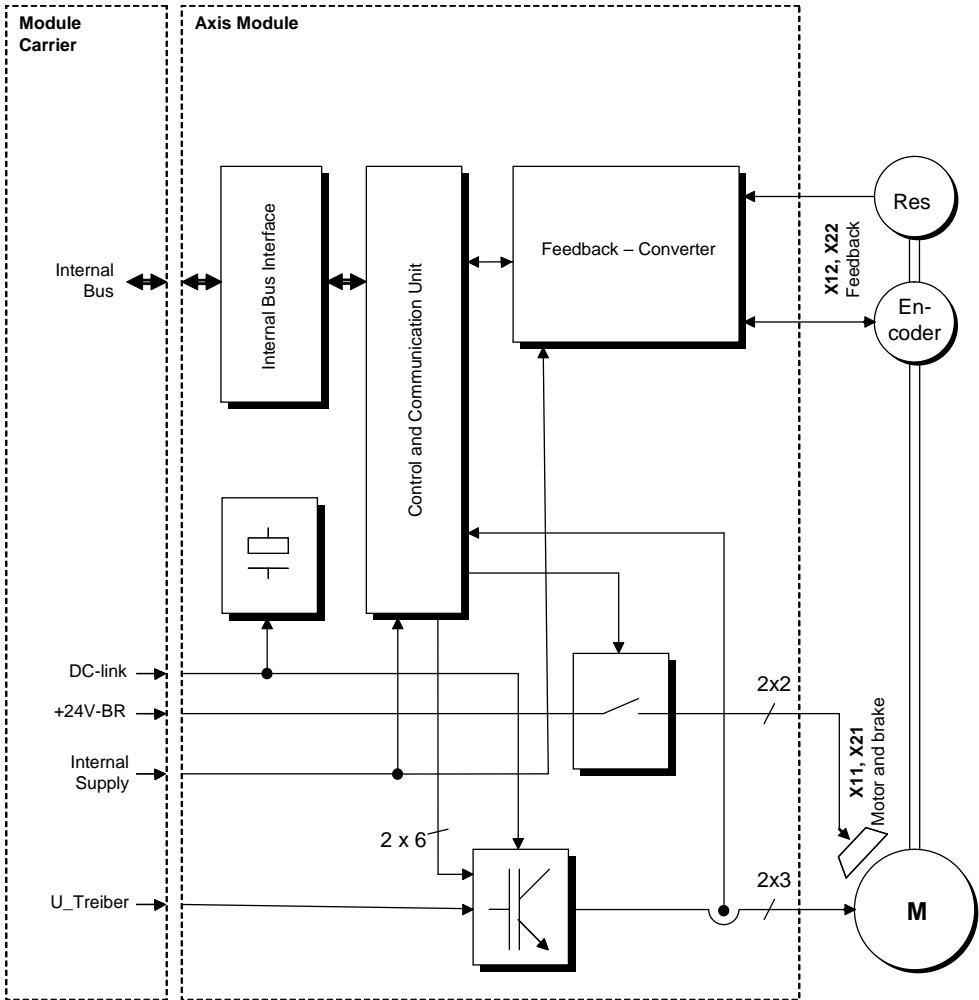 Module
Carrier
Axis Module
Internal
Bus
Internal Bus Interface
Control and Communication Unit
Feedback – Converter
X12, X22
Feedback
Res
En-
coder
DC-link
+24V-BR
Internal
Supply
U_Treiber
2 x 6
2x2
X11, X21
Motor and brake
2x3
M